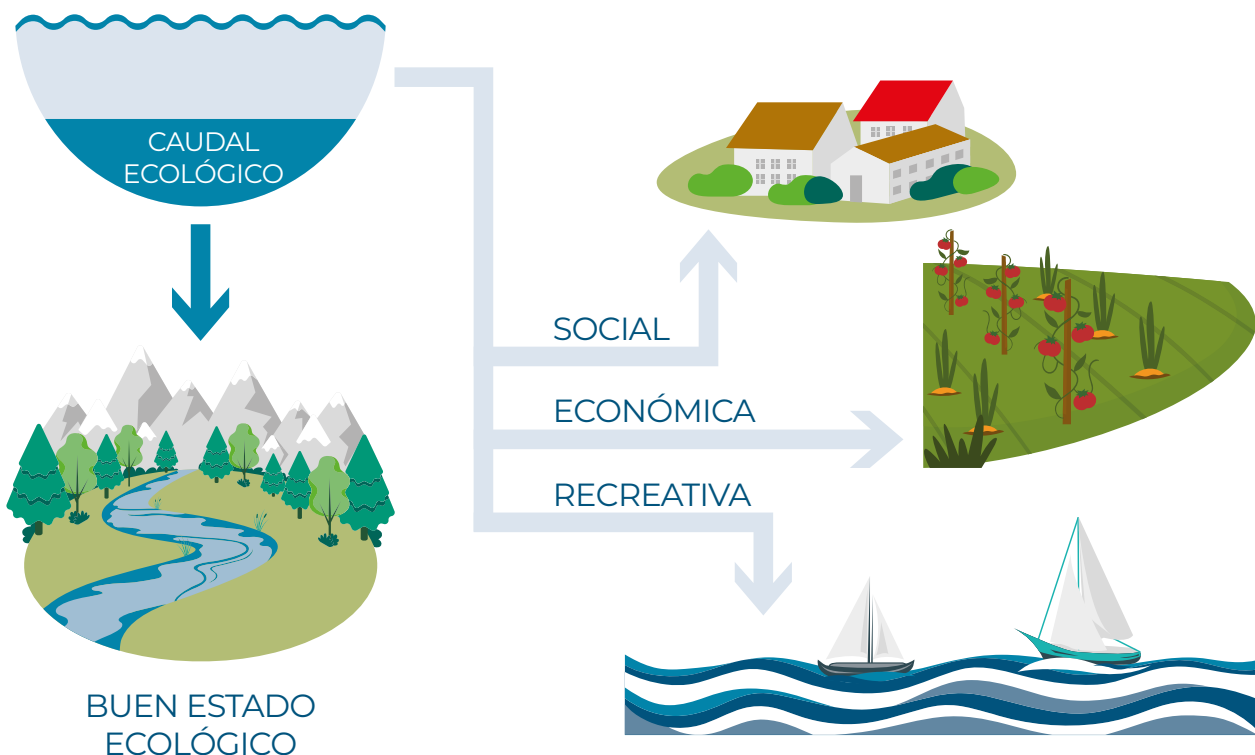 CAUDAL
ECOLÓGICO
SOCIAL
ECONÓMICA
RECREATIVA
BUEN ESTADO
ECOLÓGICO